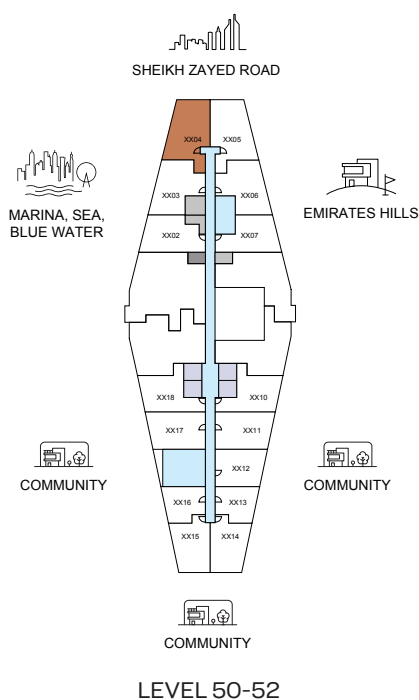 SHEIKH ZAYED ROAD
XX04
XX05
MARINA, SEA,
BLUE WATER
EMIRATES HILLS
XX03
XX06
XX02
XX07
XX18
XX10
XX17
XX11
COMMUNITY
COMMUNITY
XX12
XX16
XX13
XX15
XX14
COMMUNITY
LEVEL 50-52